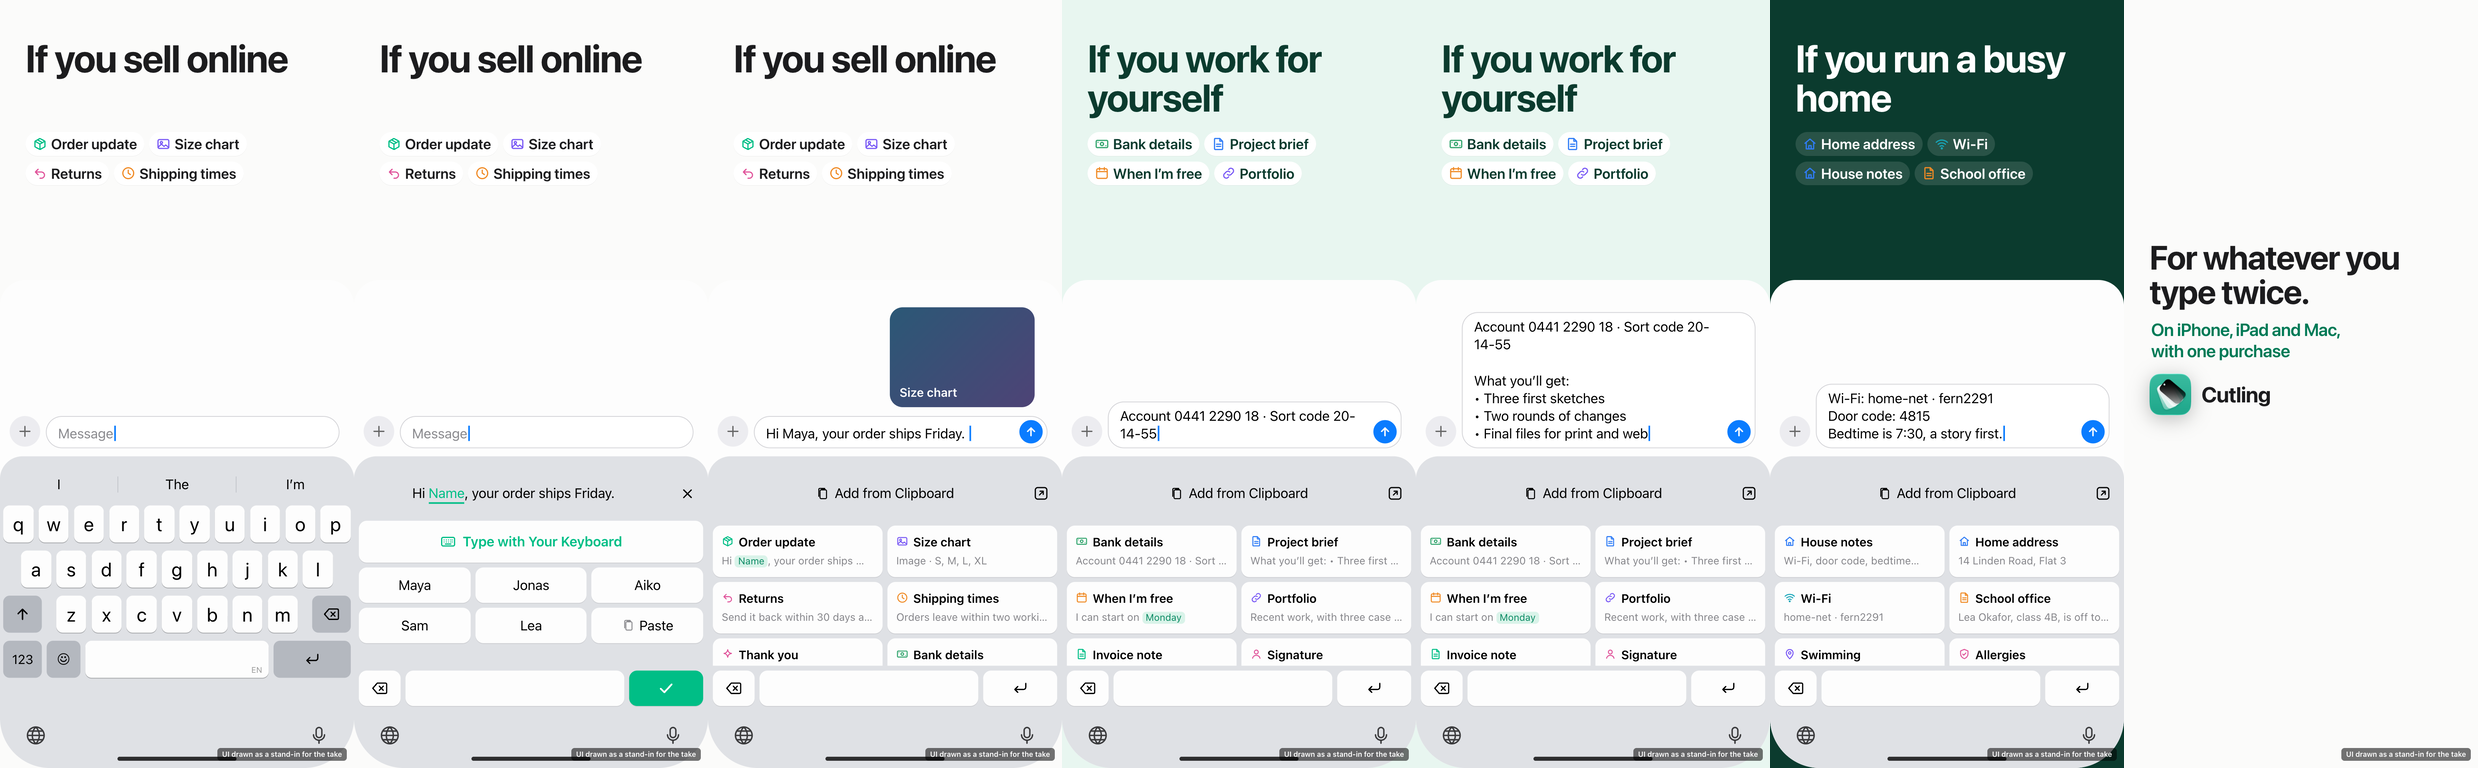 If you sell online
Order update
Size chart
Returns
Shipping times
Message
I
The
I'm
q w e r t y u i o p
a s d f g h j k l
z x c v b n m
123
EN
UI drawn as a stand-in for the take
If you sell online
Order update
Size chart
Returns
Shipping times
Message
Hi Name, your order ships Friday.
Type with Your Keyboard
Maya
Jonas
Aiko
Sam
Lea
Paste
UI drawn as a stand-in for the take
If you sell online
Order update
Size chart
Returns
Shipping times
Size chart
Hi Maya, your order ships Friday.
Add from Clipboard
Order update
Hi Name, your order ships ...
Size chart
Image · S, M, L, XL
Returns
Send it back within 30 days a...
Shipping times
Orders leave within two worki...
Thank you
Bank details
UI drawn as a stand-in for the take
If you work for
yourself
Bank details
Project brief
When I'm free
Portfolio
Account 0441 2290 18 · Sort code 20-
14-55
Add from Clipboard
Bank details
Account 0441 2290 18 · Sort ...
Project brief
What you'll get: • Three first ...
When I'm free
I can start on Monday
Portfolio
Recent work, with three case ...
Invoice note
Signature
UI drawn as a stand-in for the take
If you work for
yourself
Bank details
Project brief
When I'm free
Portfolio
Account 0441 2290 18 · Sort code 20-
14-55
What you'll get:
• Three first sketches
• Two rounds of changes
• Final files for print and web
Add from Clipboard
Bank details
Account 0441 2290 18 · Sort ...
Project brief
What you'll get: • Three first ...
When I'm free
I can start on Monday
Portfolio
Recent work, with three case ...
Invoice note
Signature
UI drawn as a stand-in for the take
If you run a busy
home
Home address
Wi-Fi
House notes
School office
Wi-Fi: home-net · fern2291
Door code: 4815
Bedtime is 7:30, a story first.
Add from Clipboard
House notes
Wi-Fi, door code, bedtime...
Home address
14 Linden Road, Flat 3
Wi-Fi
home-net · fern2291
School office
Lea Okafor, class 4B, is off to...
Swimming
Allergies
UI drawn as a stand-in for the take
For whatever you
type twice.
On iPhone, iPad and Mac,
with one purchase
Cutling
UI drawn as a stand-in for the take